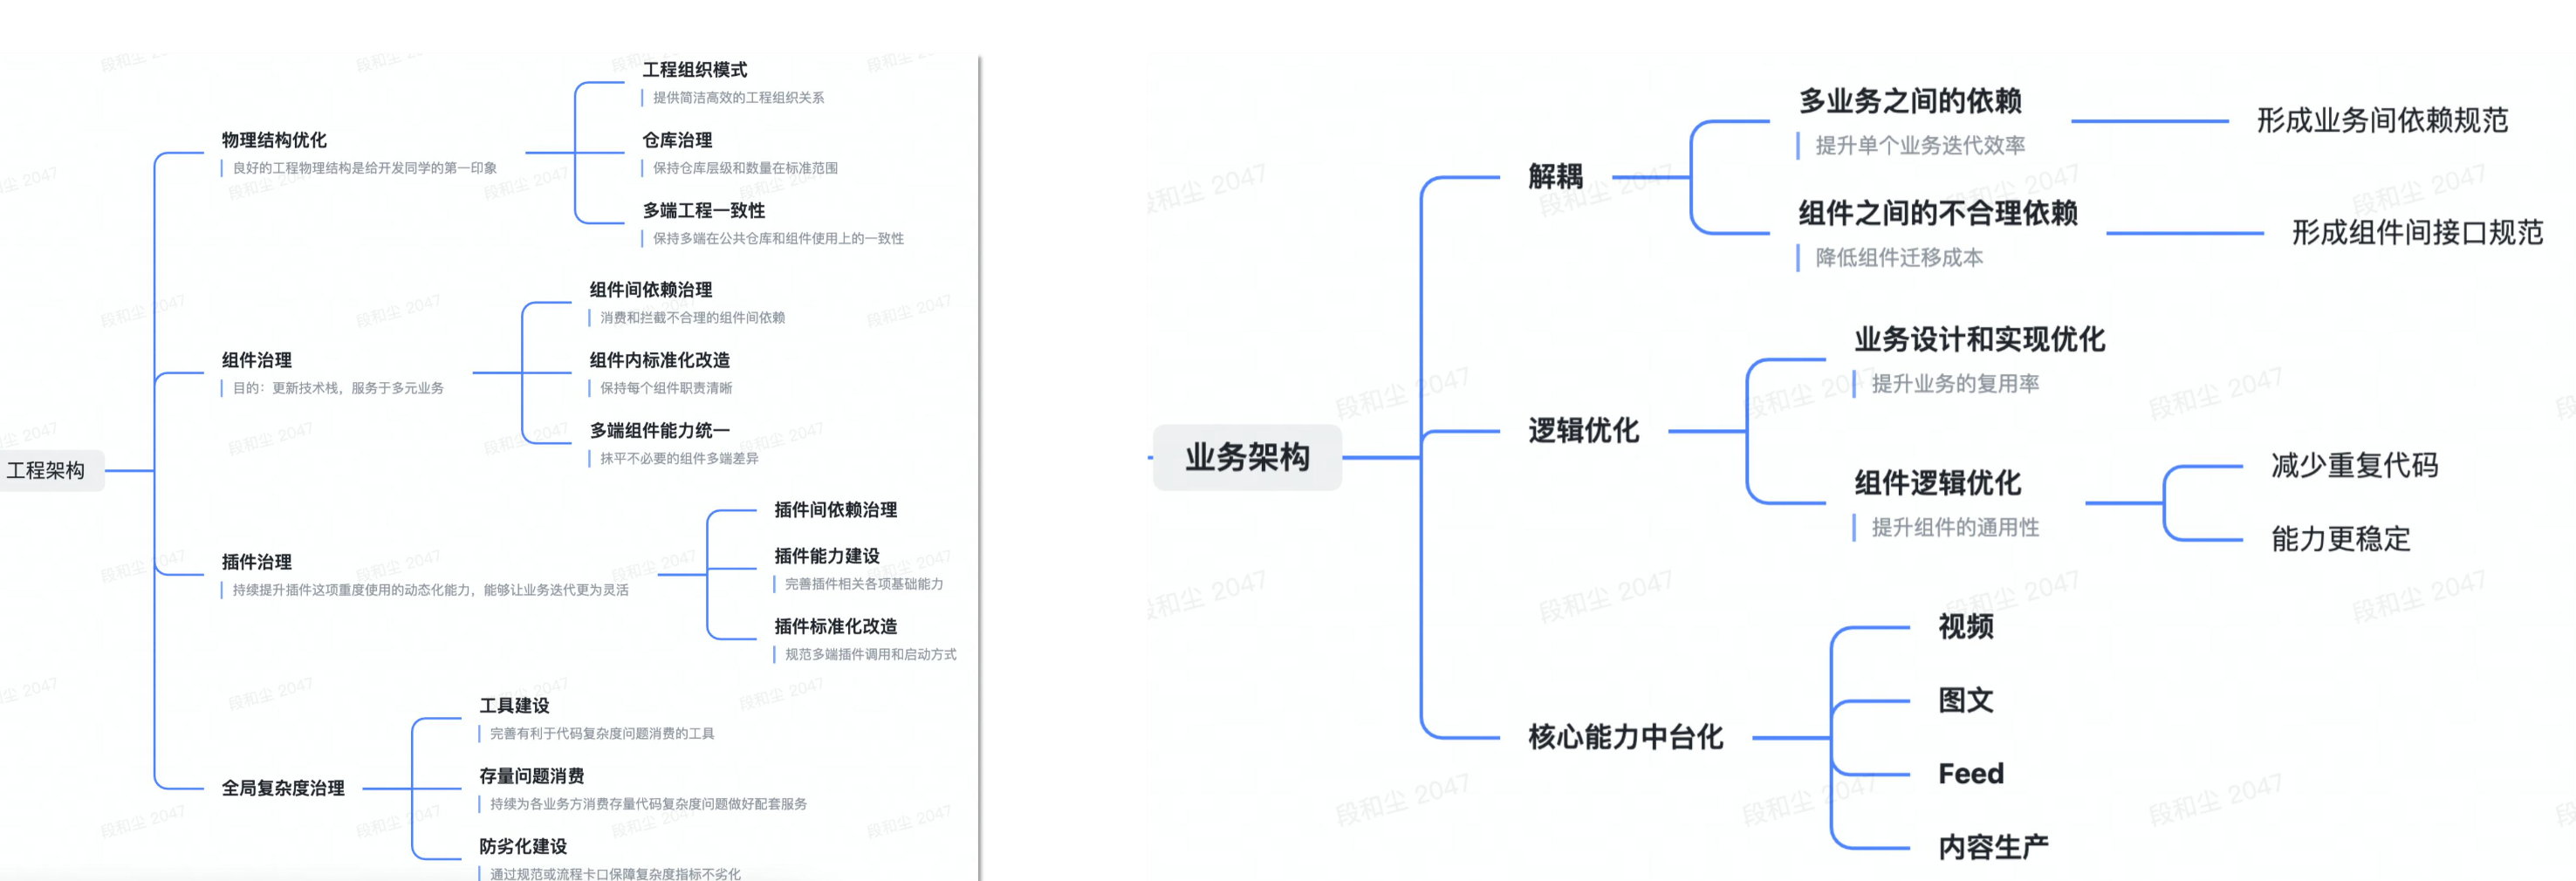 工程架构
物理结构优化
良好的工程物理结构是给开发同学的第一印象
工程组织模式
提供简洁高效的工程组织关系
仓库治理
保持仓库层级和数量在标准范围
多端工程一致性
保持多端在公共仓库和组件使用上的一致性
组件治理
目的：更新技术栈，服务于多元业务
组件间依赖治理
消费和拦截不合理的组件间依赖
组件内标准化改造
保持每个组件职责清晰
多端组件能力统一
抹平不必要的组件多端差异
插件治理
持续提升插件这项重度使用的动态化能力，能够让业务迭代更为灵活
插件间依赖治理
插件能力建设
完善插件相关各项基础能力
插件标准化改造
规范多端插件调用和启动方式
全局复杂度治理
工具建设
完善有利于代码复杂度问题消费的工具
存量问题消费
持续为各业务方消费存量代码复杂度问题做好配套服务
防劣化建设
通过规范或流程卡口保障复杂度指标不劣化
业务架构
解耦
多业务之间的依赖
提升单个业务迭代效率
形成业务间依赖规范
组件之间的不合理依赖
降低组件迁移成本
形成组件间接口规范
逻辑优化
业务设计和实现优化
提升业务的复用率
组件逻辑优化
提升组件的通用性
减少重复代码
能力更稳定
核心能力中台化
视频
图文
Feed
内容生产
段和尘 2047